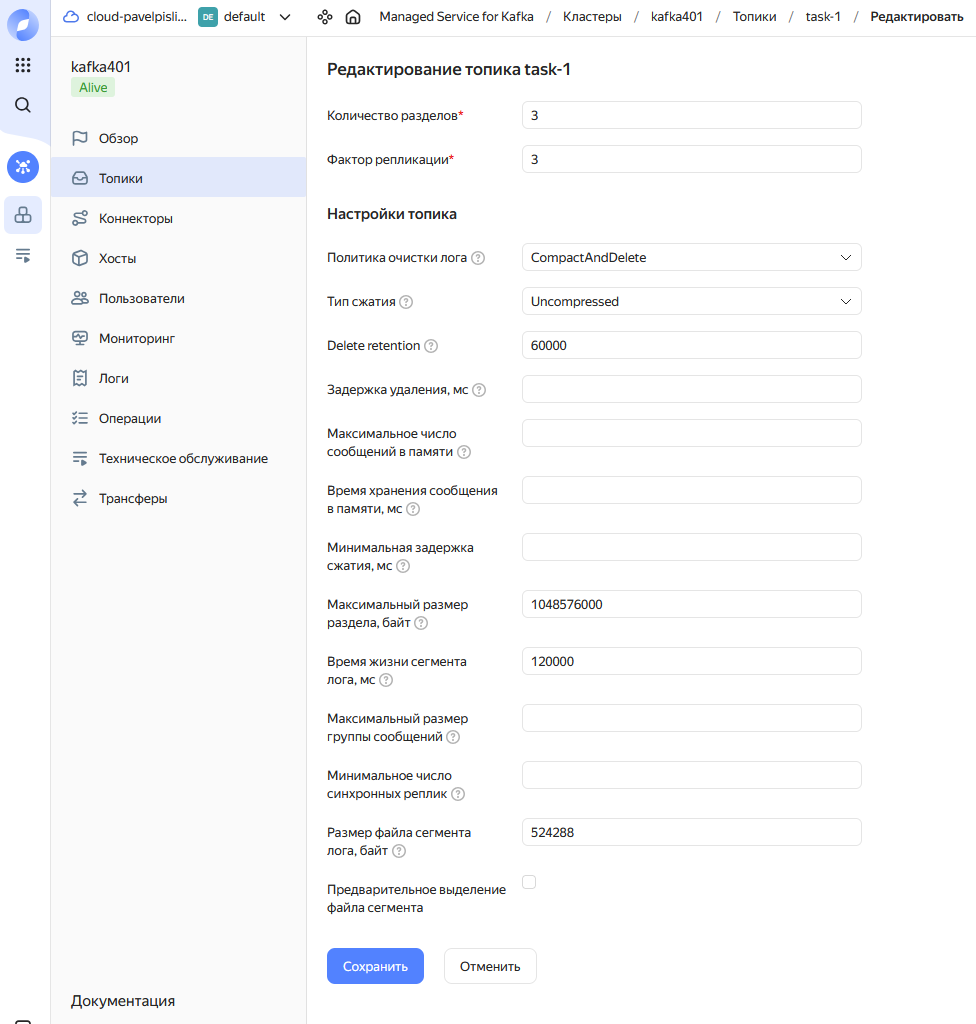 cloud-pavelpisli... DE default Managed Service for Kafka / Кластеры / kafka401 / Топики / task-1 / Редактировать
kafka401
Alive
Обзор
Топики
Коннекторы
Хосты
Пользователи
Мониторинг
Логи
Операции
Техническое обслуживание
Трансферы
Документация
Редактирование топика task-1
Количество разделов* 3
Фактор репликации* 3
Настройки топика
Политика очистки лога ? CompactAndDelete
Тип сжатия ? Uncompressed
Delete retention ? 60000
Задержка удаления, мс ?
Максимальное число
сообщений в памяти ?
Время хранения сообщения
в памяти, мс ?
Минимальная задержка
сжатия, мс ?
Максимальный размер
раздела, байт ? 1048576000
Время жизни сегмента
лога, мс ? 120000
Максимальный размер
группы сообщений ?
Минимальное число
синхронных реплик ?
Размер файла сегмента
лога, байт ? 524288
Предварительное выделение
файла сегмента
Сохранить Отменить